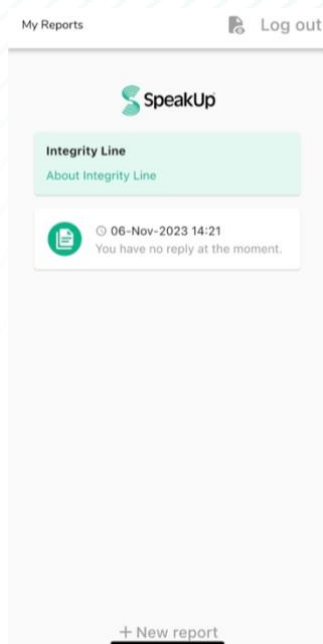 My Reports
Log out
SpeakUp
Integrity Line
About Integrity Line
06-Nov-2023 14:21
You have no reply at the moment.
+ New report